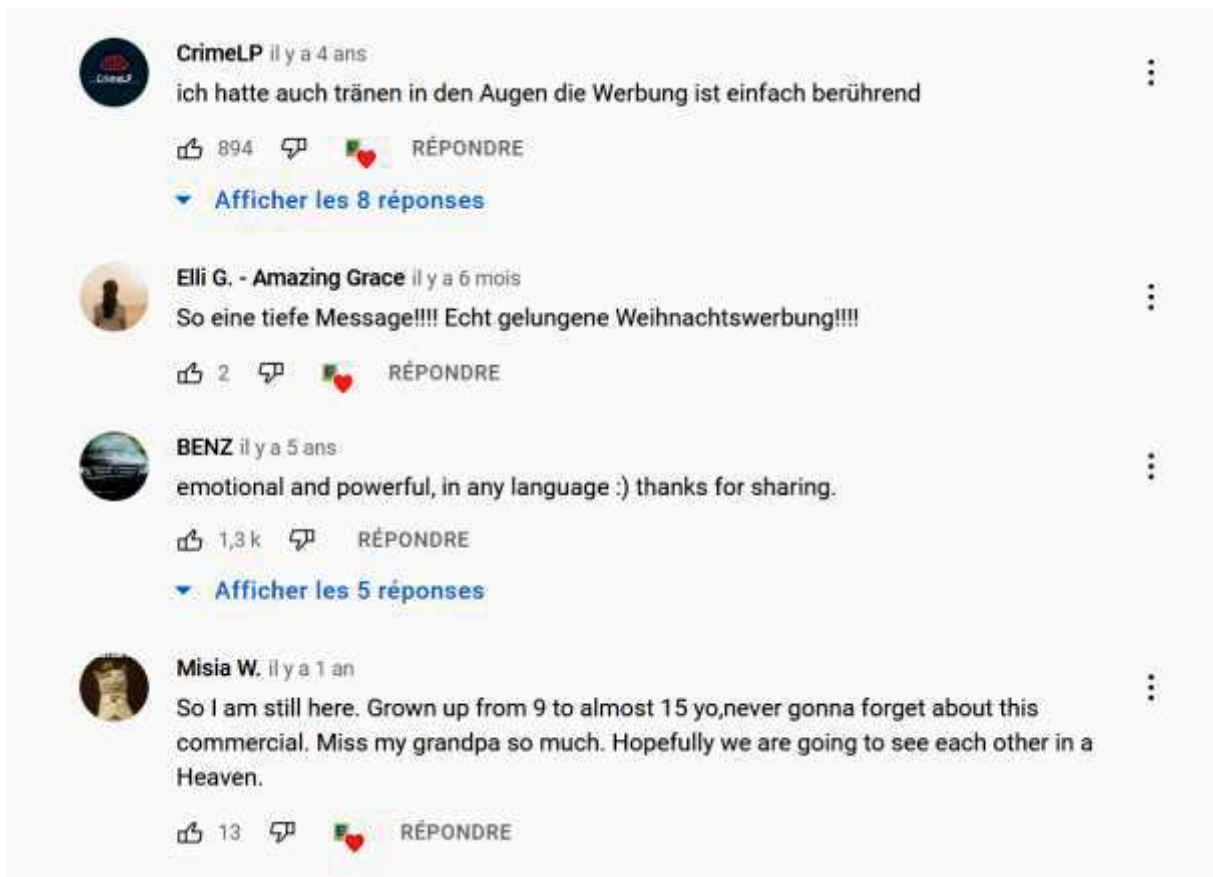 CrimeLP il y a 4 ans
ich hatte auch tränen in den Augen die Werbung ist einfach berührend
894 RÉPONDRE
Afficher les 8 réponses
Elli G. - Amazing Grace il y a 6 mois
So eine tiefe Message!!!! Echt gelungene Weihnachtswerbung!!!!
2 RÉPONDRE
BENZ il y a 5 ans
emotional and powerful, in any language :) thanks for sharing.
1,3 k RÉPONDRE
Afficher les 5 réponses
Misia W. il y a 1 an
So I am still here. Grown up from 9 to almost 15 yo,never gonna forget about this
commercial. Miss my grandpa so much. Hopefully we are going to see each other in a
Heaven.
13 RÉPONDRE